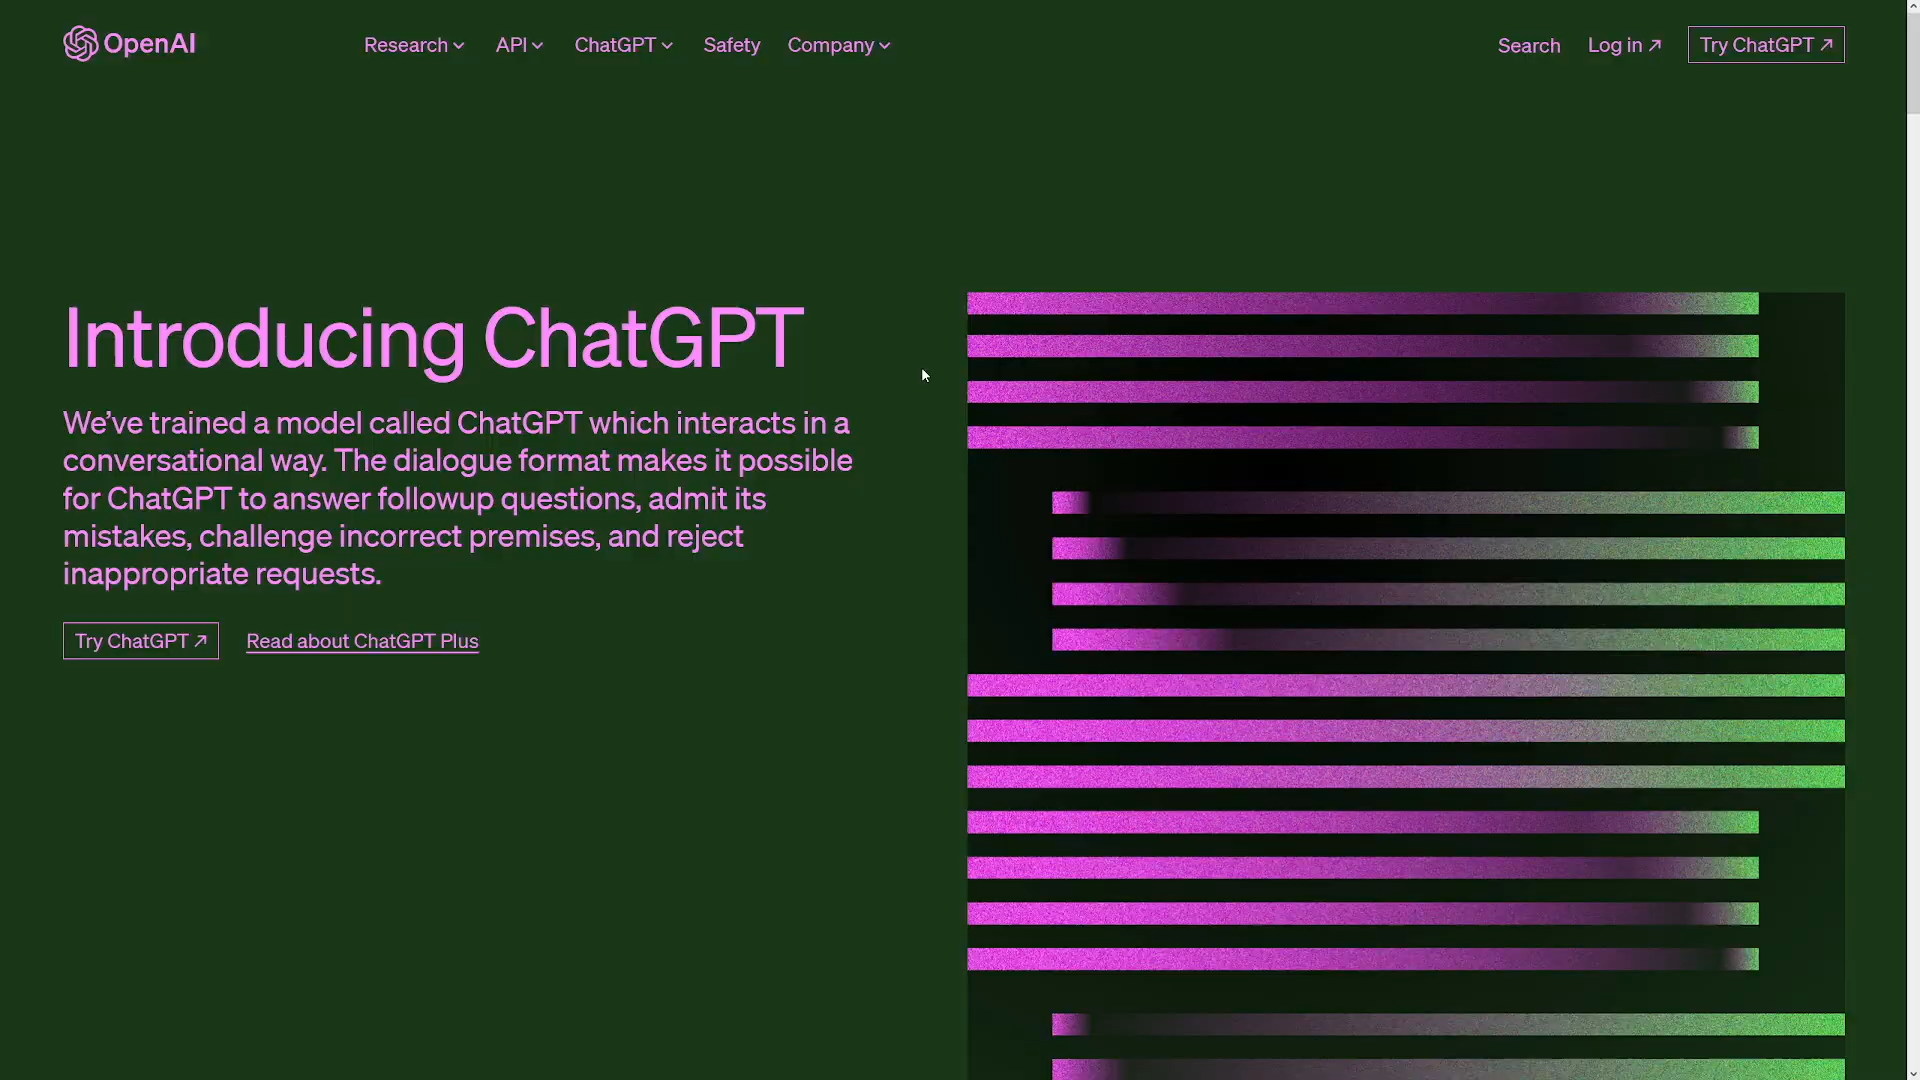 OpenAI
Research
API
ChatGPT
Safety
Company
Search
Log in ↗
Try ChatGPT ↗
Introducing ChatGPT
We’ve trained a model called ChatGPT which interacts in a
conversational way. The dialogue format makes it possible
for ChatGPT to answer followup questions, admit its
mistakes, challenge incorrect premises, and reject
inappropriate requests.
Try ChatGPT ↗
Read about ChatGPT Plus